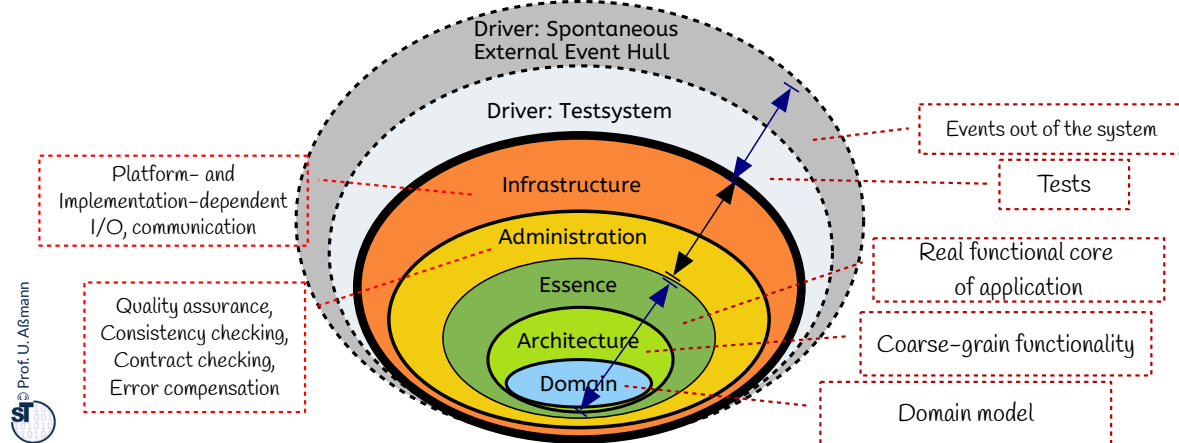 Driver: Spontaneous
External Event Hull
Driver: Testsystem
Events out of the system
Platform- and
Implementation-dependent
I/O, communication
Infrastructure
Tests
Administration
Real functional core
of application
Quality assurance,
Consistency checking,
Contract checking,
Error compensation
Essence
Architecture
Coarse-grain functionality
Domain
Domain model
© Prof. U. Aßmann
ST